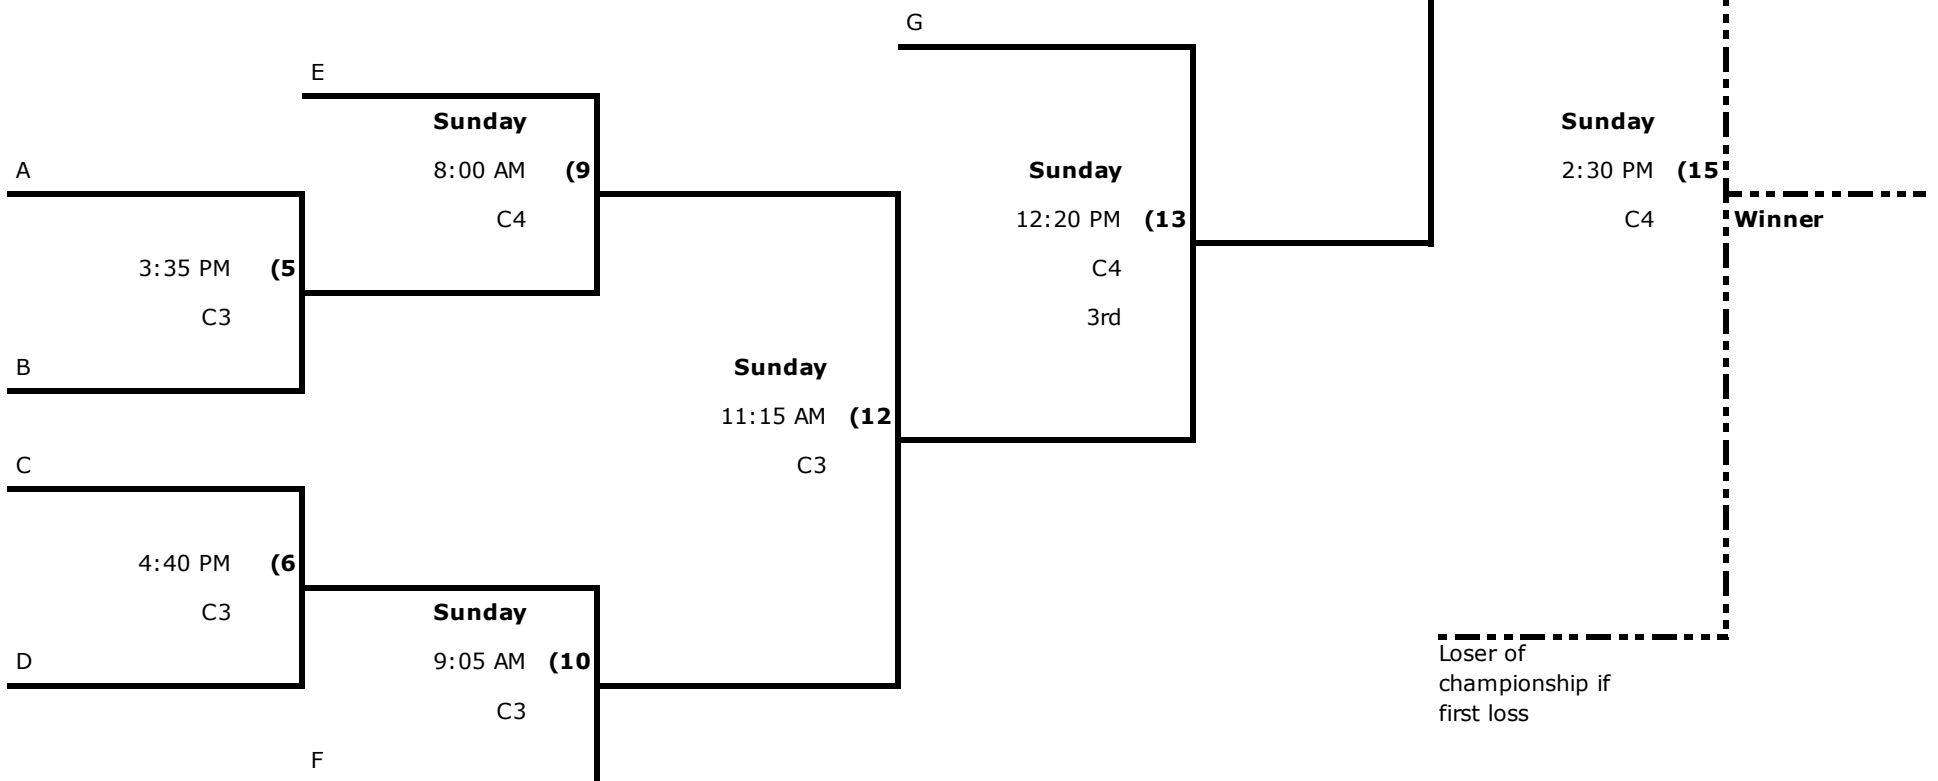 G
E
Sunday
8:00 AM (9
C4
A
3:35 PM (5
C3
B
Sunday
12:20 PM (13
C4
3rd
Sunday
2:30 PM (15
C4
Winner
Sunday
11:15 AM (12
C3
C
4:40 PM (6
C3
D
Sunday
9:05 AM (10
C3
F
Loser of
championship if
first loss